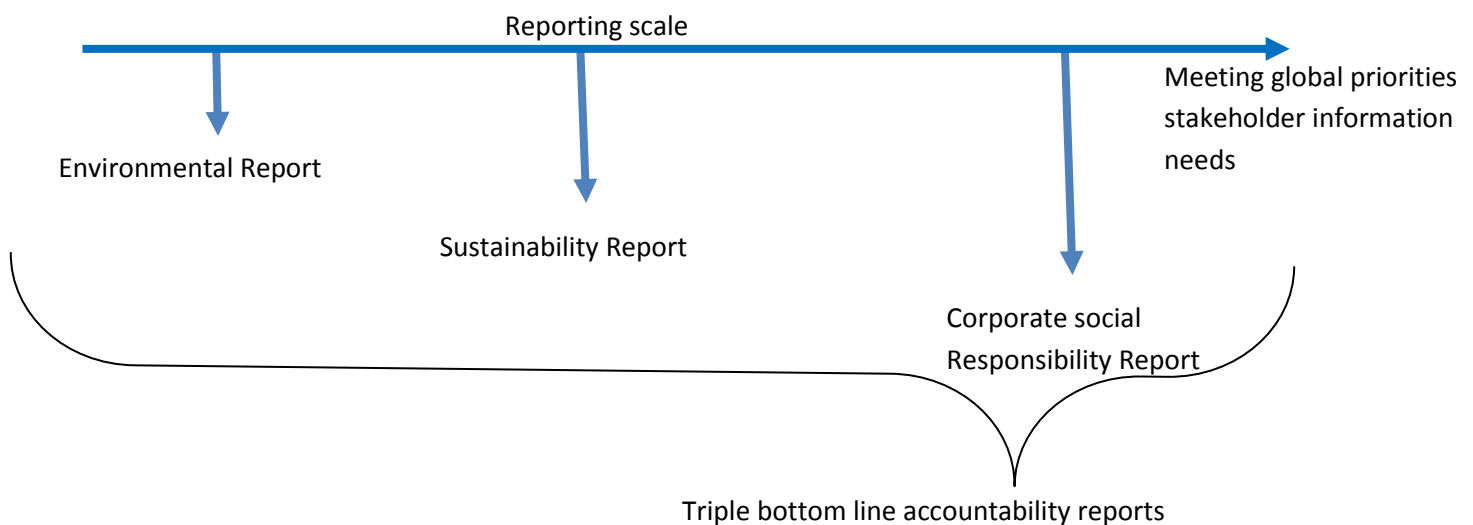 Reporting scale
Meeting global priorities
stakeholder information
needs
Environmental Report
Sustainability Report
Corporate social
Responsibility Report
Triple bottom line accountability reports